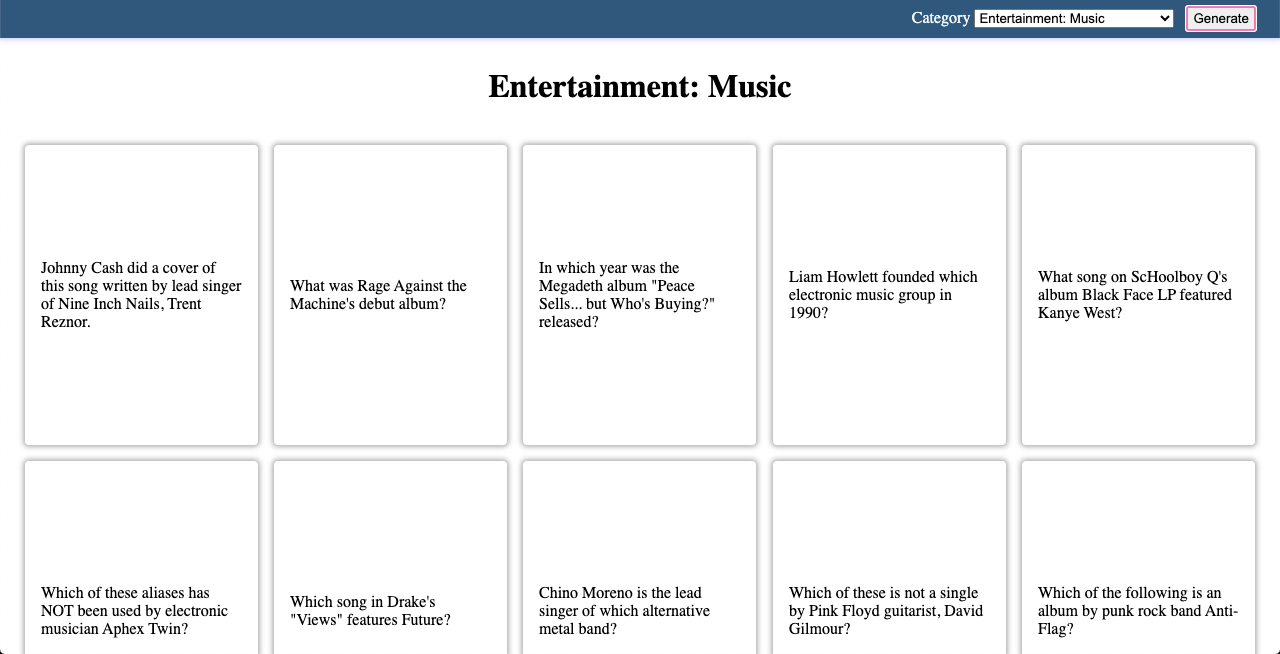 Category Entertainment: Music Generate
Entertainment: Music
Johnny Cash did a cover of
this song written by lead singer
of Nine Inch Nails, Trent
Reznor.
What was Rage Against the
Machine's debut album?
In which year was the
Megadeth album "Peace
Sells... but Who's Buying?"
released?
Liam Howlett founded which
electronic music group in
1990?
What song on ScHoolboy Q's
album Black Face LP featured
Kanye West?
Which of these aliases has
NOT been used by electronic
musician Aphex Twin?
Which song in Drake's
"Views" features Future?
Chino Moreno is the lead
singer of which alternative
metal band?
Which of these is not a single
by Pink Floyd guitarist, David
Gilmour?
Which of the following is an
album by punk rock band Anti-
Flag?